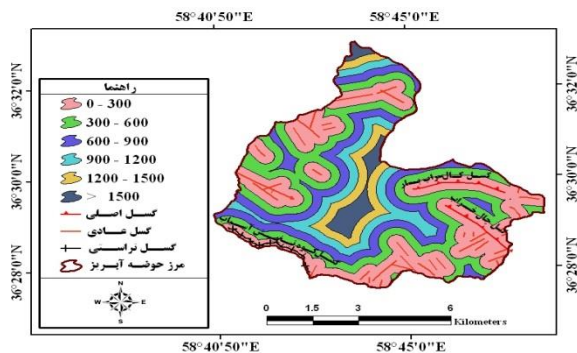 58°40'50"E
58°45'0"E
36°32'0"N
36°30'0"N
36°28'0"N
راهنما
0 - 300
300 - 600
600 - 900
900 - 1200
1200 - 1500
> 1500
گسل اصلی
گسل عادی
گسل تراستی
مرز حوضه آبریز
N
W
E
S
گسل
گسل
0
1.5
3
6
Kilometers
58°40'50"E
58°45'0"E
36°32'0"N
36°30'0"N
36°28'0"N